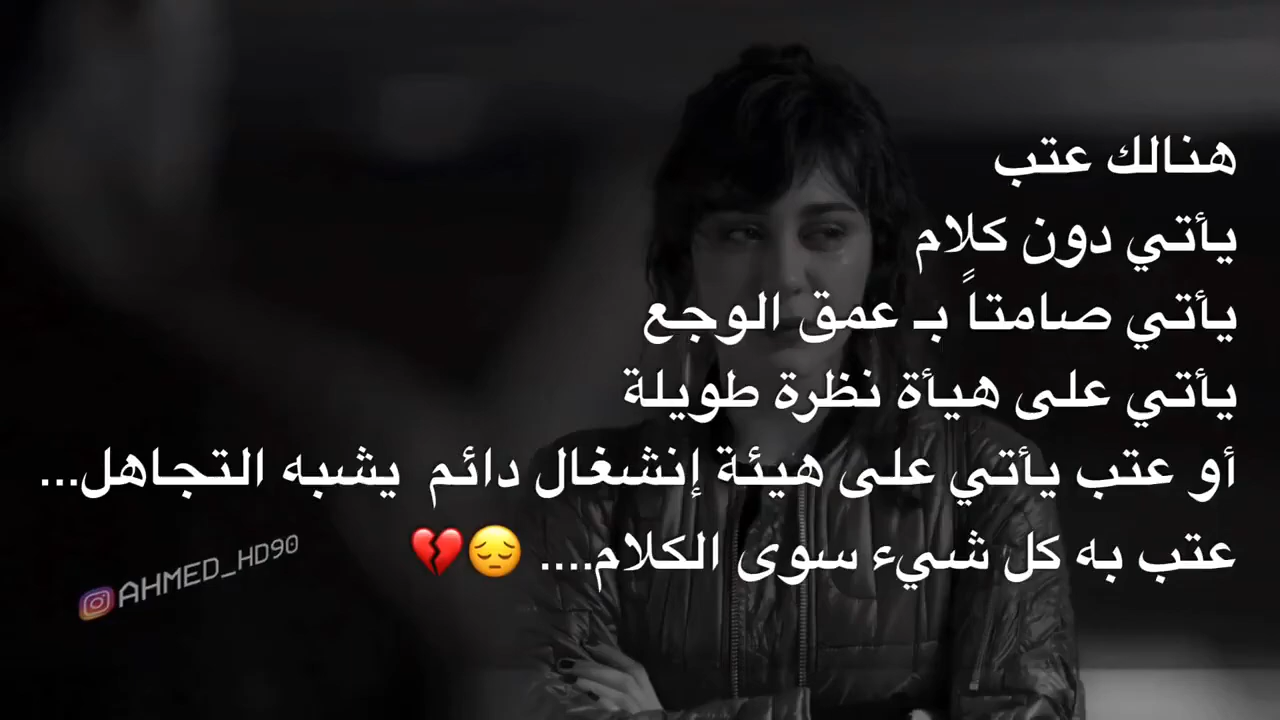 هنالك عتب
يأتي دون كلام
يأتي صامتاً بـ عمق الوجع
يأتي على هيأة نظرة طويلة
أو عتب يأتي على هيئة إنشغال دائم يشبه التجاهل...
عتب به كل شيء سوى الكلام.... 😔💔
AHMED_HD90